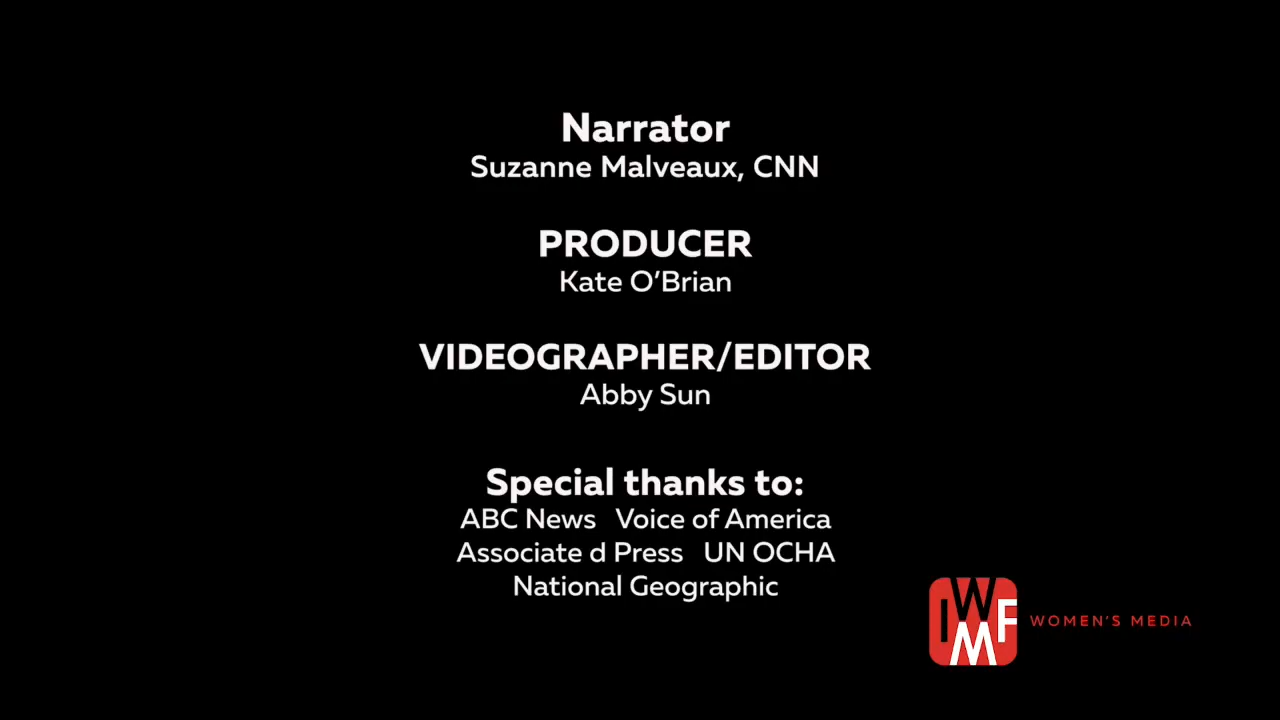 Narrator
Suzanne Malveaux, CNN
PRODUCER
Kate O’Brian
VIDEOGRAPHER/EDITOR
Abby Sun
Special thanks to:
ABC News Voice of America
Associate d Press UN OCHA
National Geographic
IWMF WOMEN’S MEDIA